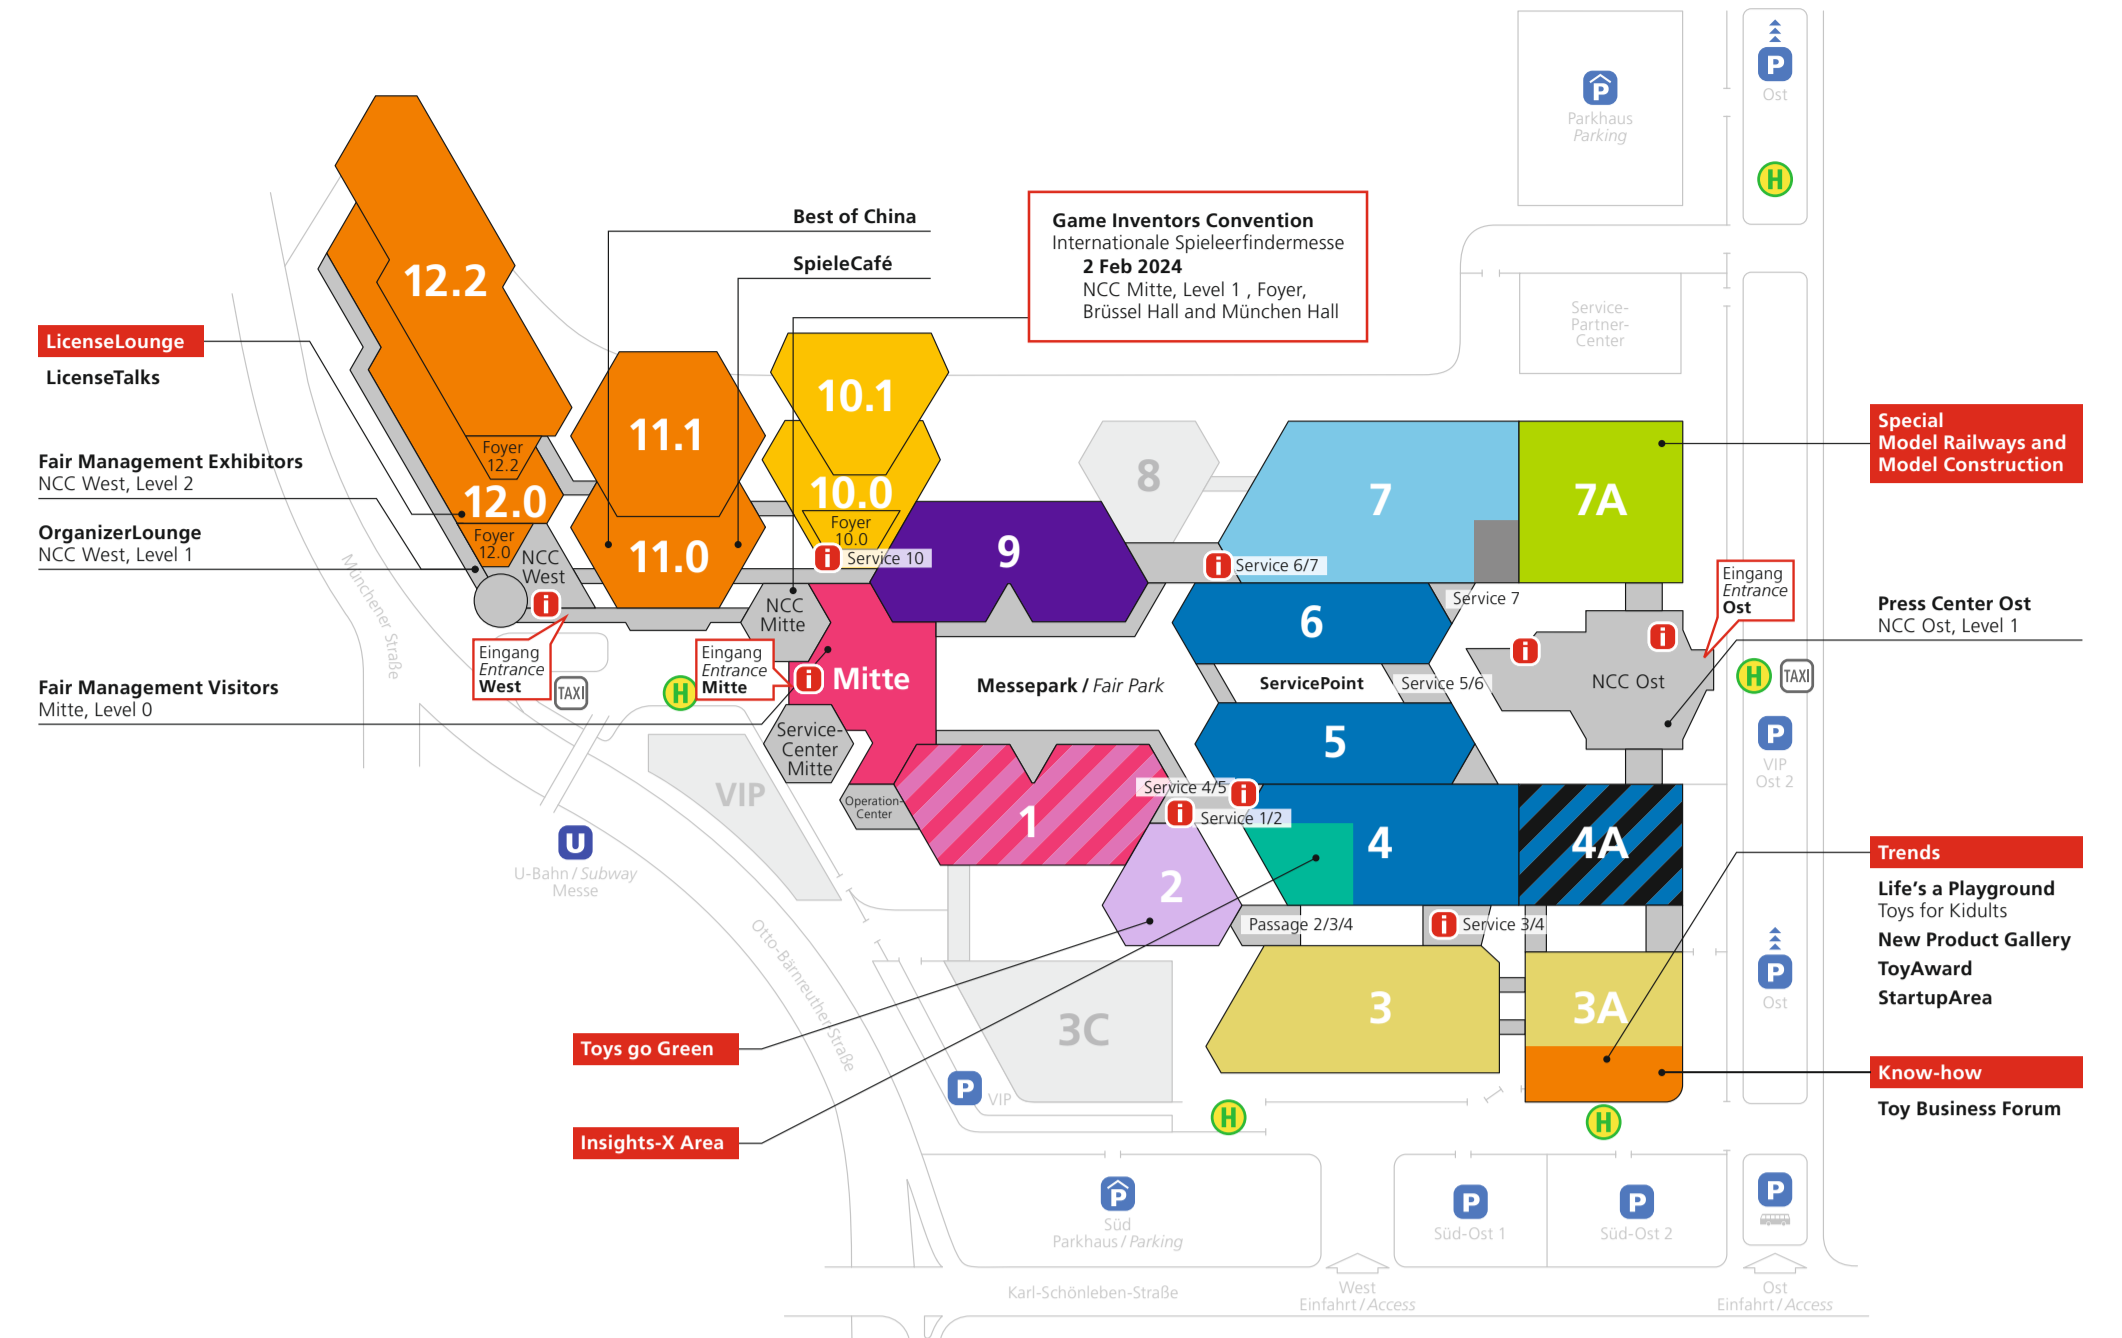 P
Ost
P
Parkhaus
Parking
H
12.2
Best of China
SpieleCafé
Game Inventors Convention
Internationale Spieleerfindermesse
2 Feb 2024
NCC Mitte, Level 1 , Foyer,
Brüssel Hall and München Hall
Service-
Partner-
Center
LicenseLounge
LicenseTalks
10.1
11.1
Foyer
12.2
Fair Management Exhibitors
NCC West, Level 2
12.0
10.0
Foyer
10.0
8
7
7A
Special
Model Railways and
Model Construction
OrganizerLounge
NCC West, Level 1
Foyer
12.0
NCC
West
11.0
i
Service 10
9
i
Service 6/7
i
Münchener Straße
NCC
Mitte
6
Service 7
i
i
Eingang
Entrance
Ost
Press Center Ost
NCC Ost, Level 1
Eingang
Entrance
West
TAXI
H
Eingang
Entrance
Mitte
i
Mitte
Messepark / Fair Park
ServicePoint
Service 5/6
NCC Ost
H
TAXI
Fair Management Visitors
Mitte, Level 0
Service-
Center
Mitte
5
P
VIP
Ost 2
VIP
Operation-
Center
1
Service 4/5
i
i
Service 1/2
4
4A
U
U-Bahn / Subway
Messe
2
Trends
Life's a Playground
Toys for Kidults
New Product Gallery
ToyAward
StartupArea
Passage 2/3/4
i
Service 3/4
Otto-Bärnreuther-Straße
P
Ost
3C
3
3A
Toys go Green
Know-how
Toy Business Forum
P
VIP
H
H
Insights-X Area
P
Süd
Parkhaus / Parking
P
Süd-Ost 1
P
Süd-Ost 2
P
Karl-Schönleben-Straße
West
Einfahrt / Access
Ost
Einfahrt / Access